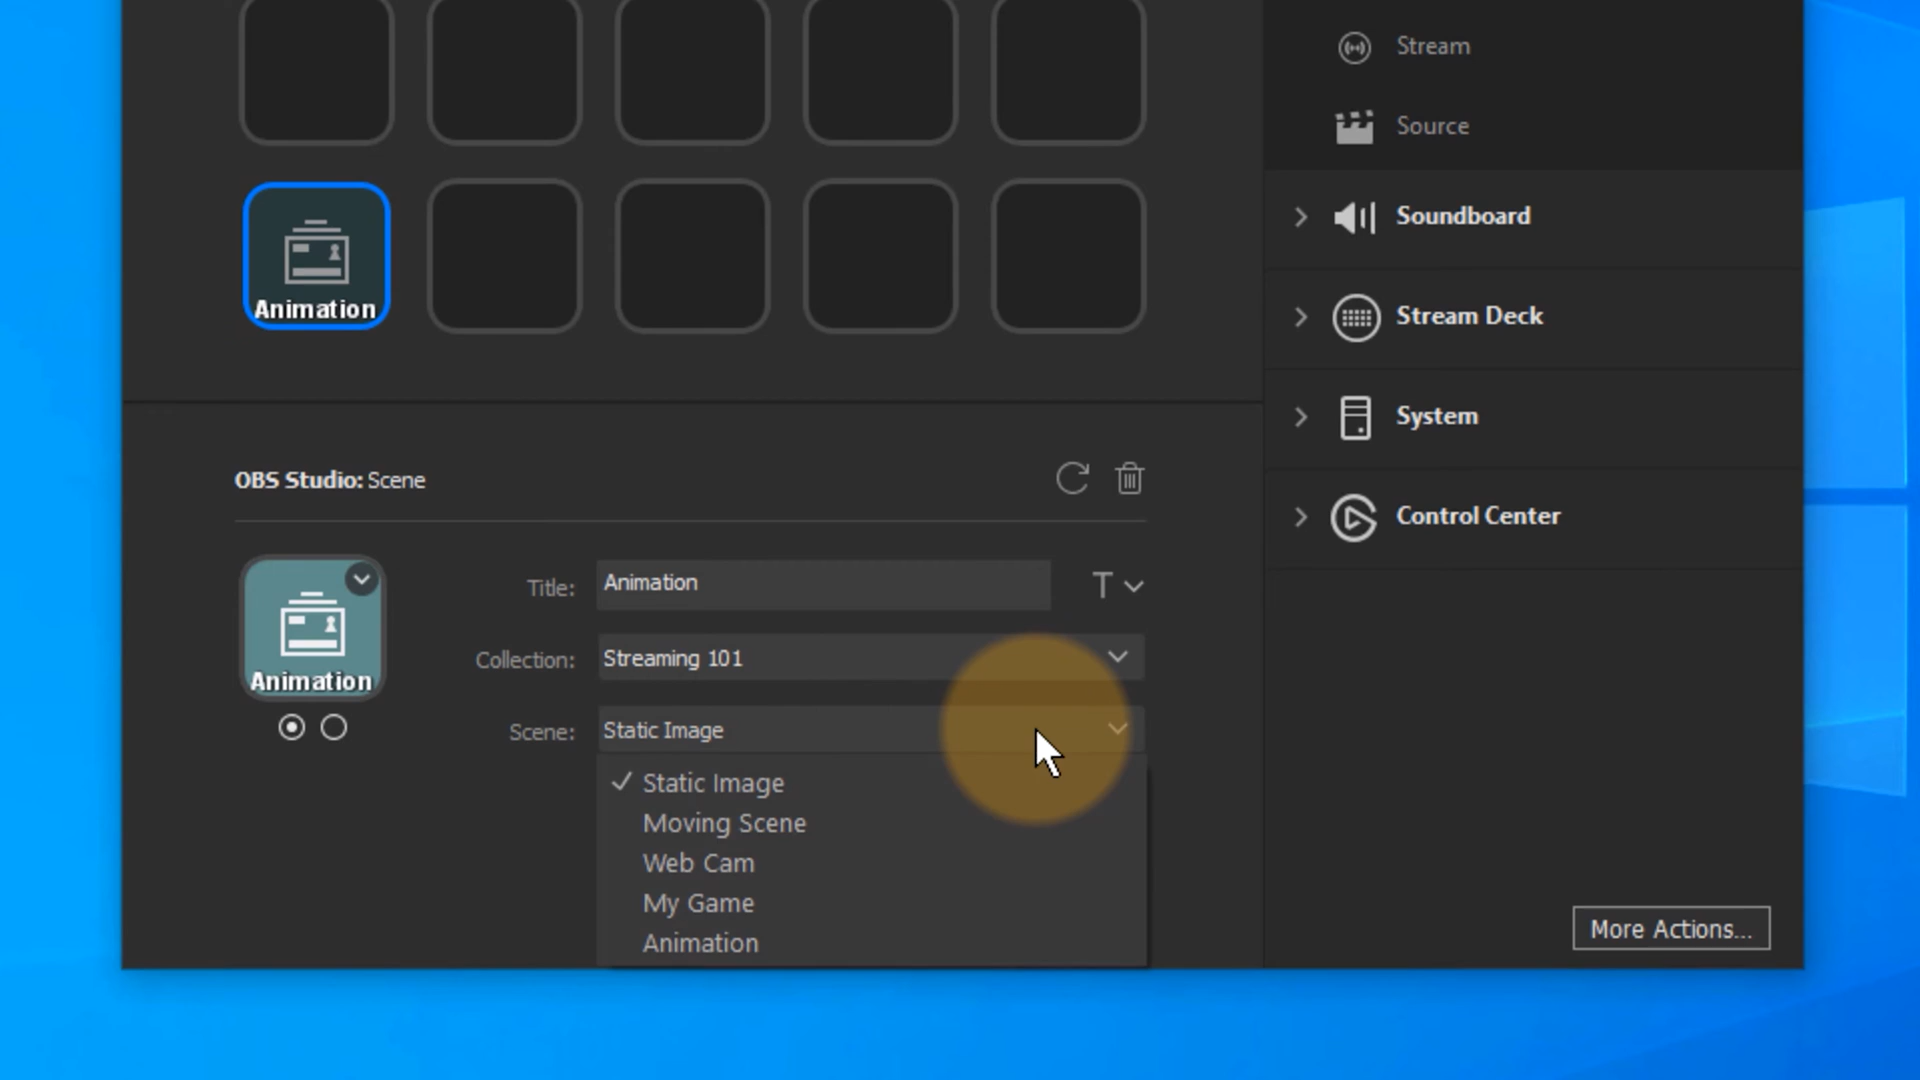 Stream
Source
Soundboard
Stream Deck
System
Control Center
More Actions...
Animation
OBS Studio: Scene
Animation
Title: Animation
T
Collection: Streaming 101
Scene: Static Image
Static Image
Moving Scene
Web Cam
My Game
Animation